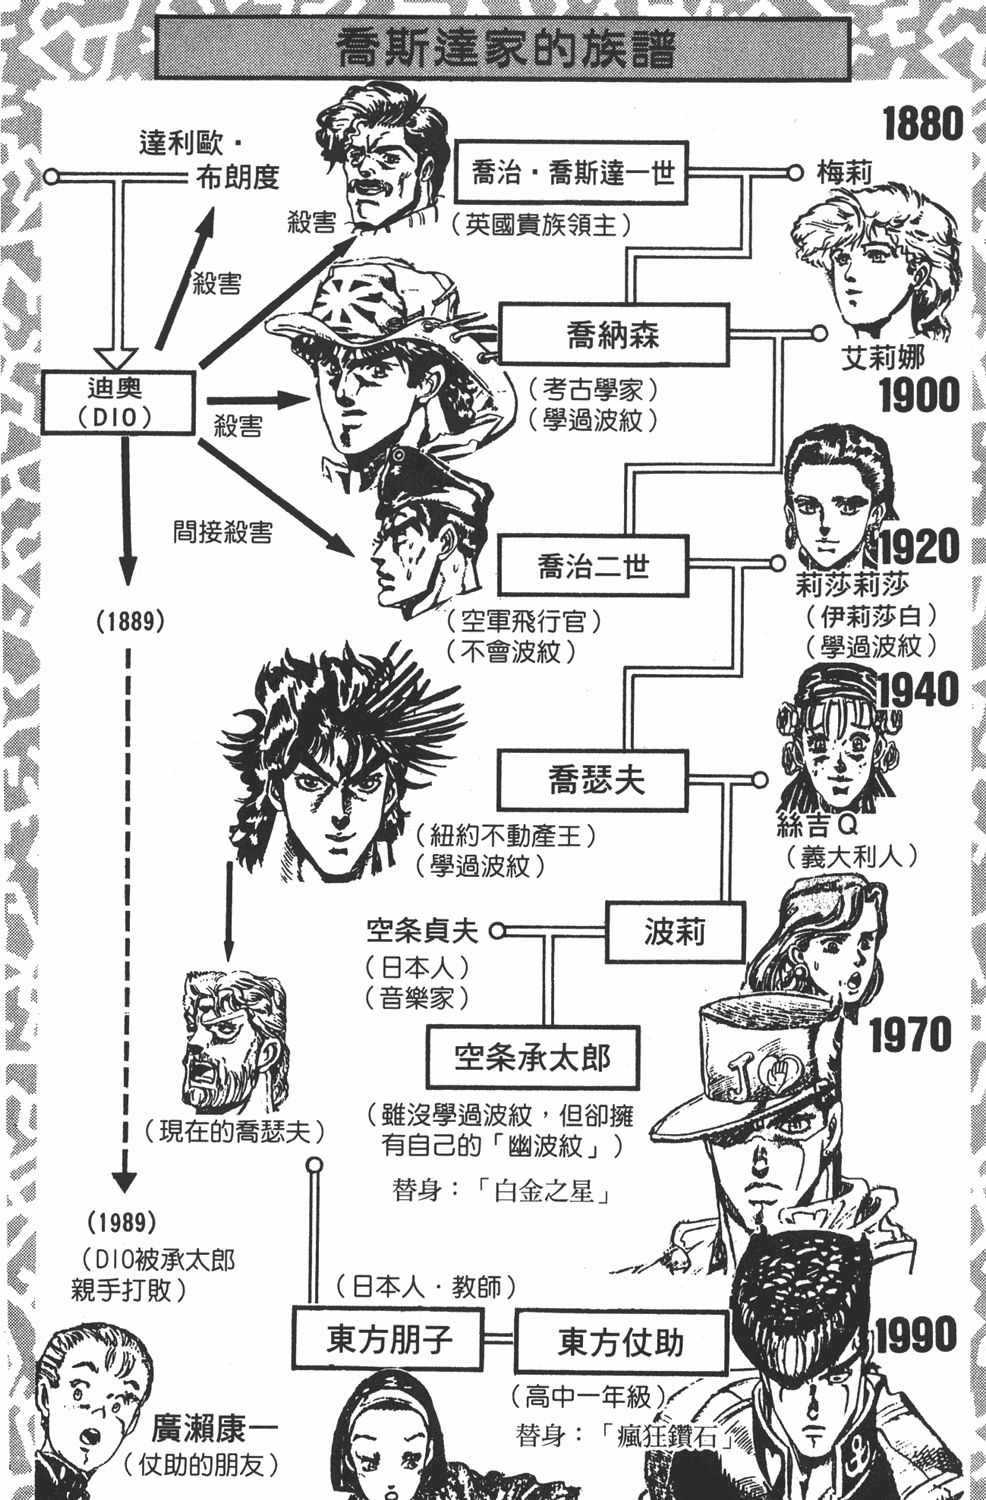 喬斯達家的族譜
1880
達利歐·
布朗度
喬治·喬斯達一世
(英國貴族領主)
梅莉
殺害
殺害
喬納森
(考古學家)
(學過波紋)
艾莉娜
1900
迪奧
(DIO)
殺害
間接殺害
喬治二世
(空軍飛行官)
(不會波紋)
1920
莉莎莉莎
(伊莉莎白)
(學過波紋)
(1889)
1940
喬瑟夫
(紐約不動產王)
(學過波紋)
絲吉Q
(義大利人)
空条貞夫
(日本人)
(音樂家)
波莉
1970
空条承太郎
(雖沒學過波紋,但卻擁
有自己的「幽波紋」)
替身:「白金之星」
J
(現在的喬瑟夫)
(1989)
(DIO被承太郎
親手打敗)
(日本人·教師)
東方朋子
東方仗助
1990
(高中一年級)
替身:「瘋狂鑽石」
廣瀨康一
(仗助的朋友)